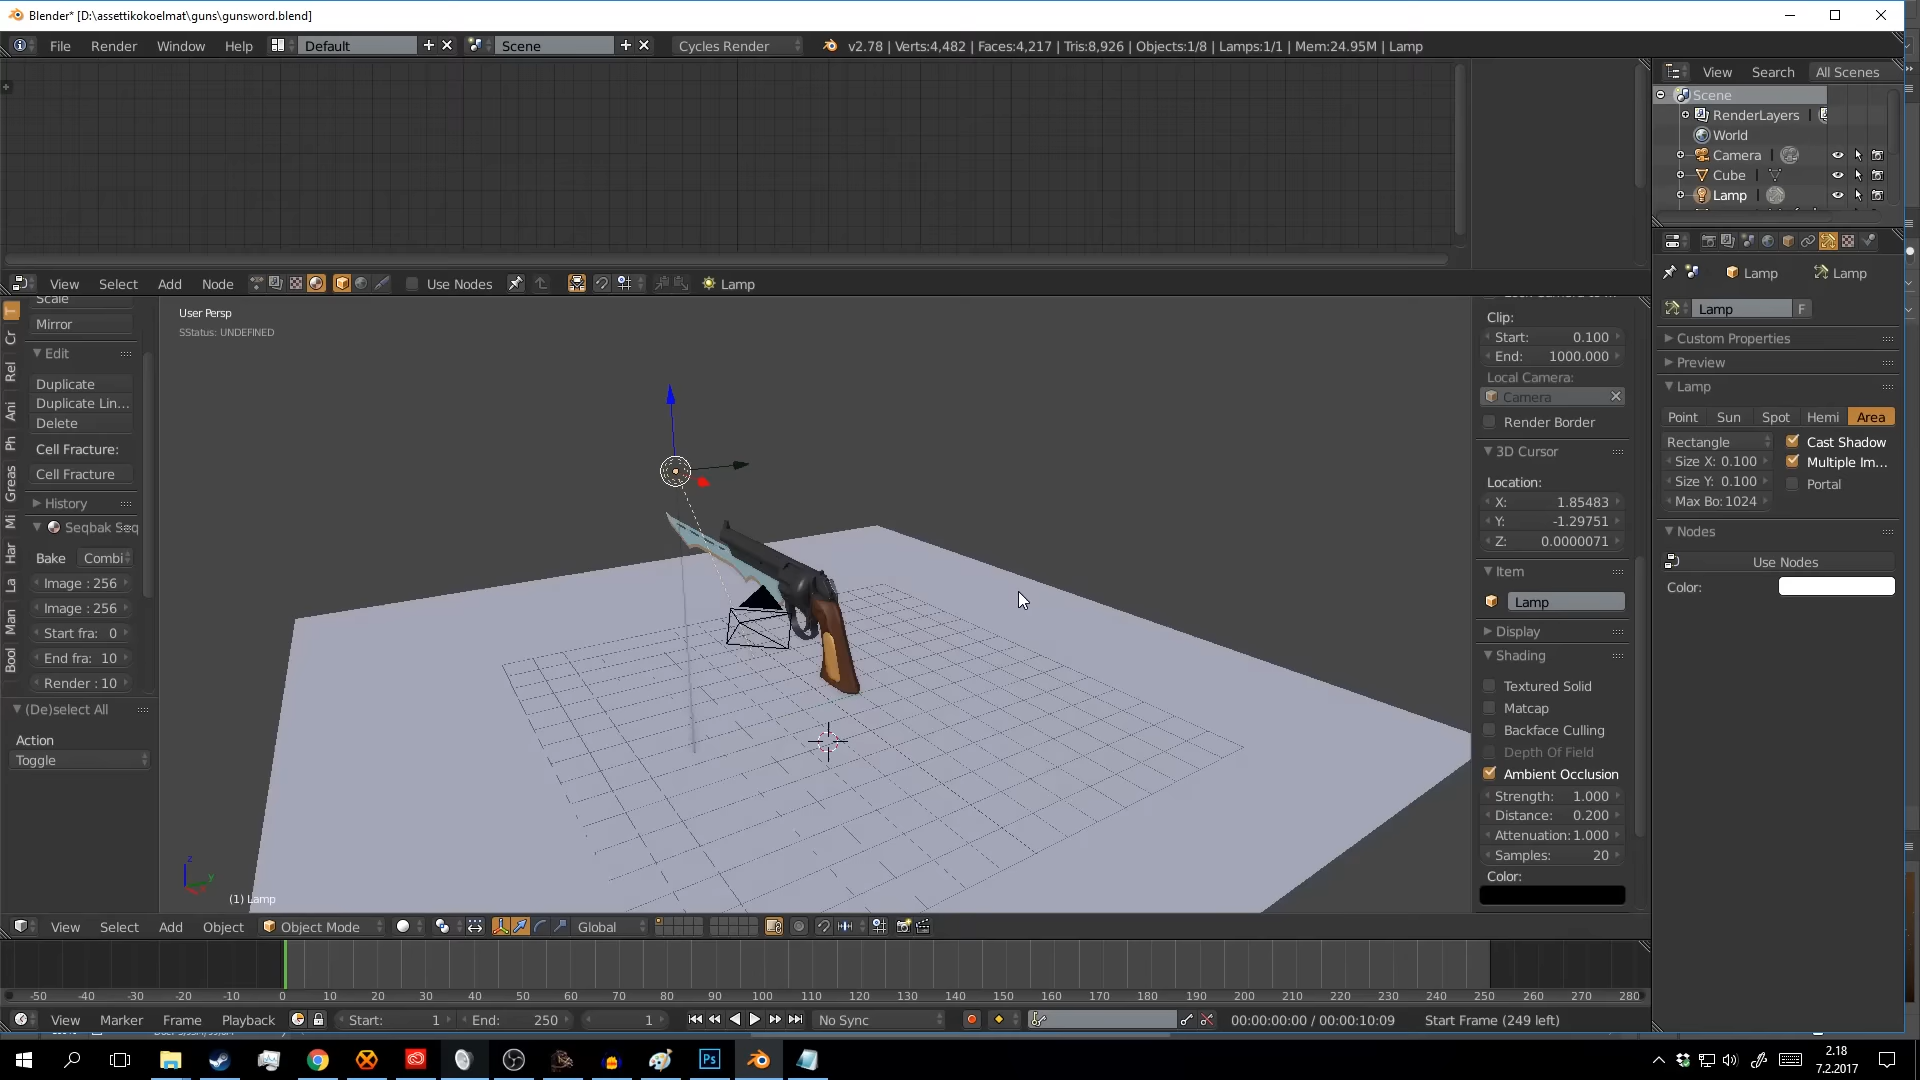 Blender* [D:\assettikokoelmat\guns\gunsword.blend]
File Render Window Help Default Scene Cycles Render v2.78 | Verts:4,482 | Faces:4,217 | Tris:8,926 | Objects:1/8 | Lamps:1/1 | Mem:24.95M | Lamp
View Search All Scenes
Scene
RenderLayers
World
Camera
Cube
Lamp
View Select Add Node Use Nodes Lamp
Lamp Lamp
Lamp F
Custom Properties
Preview
Lamp
Point Sun Spot Hemi Area
Rectangle Cast Shadow
Size X: 0.100 Multiple Im...
Size Y: 0.100 Portal
Max Bo: 1024
Nodes
Use Nodes
Color:
T
Cr
Rel
Ani
Ph
Greas
Mi
Har
La
Man
Bool
Scale
Mirror
Edit
Duplicate
Duplicate Lin...
Delete
Cell Fracture:
Cell Fracture
History
Seqbak Seq
Bake Combi
Image : 256
Image : 256
Start fra: 0
End fra: 10
Render : 10
(De)select All
Action
Toggle
User Persp
SStatus: UNDEFINED
z
y
(1) Lamp
Clip:
Start: 0.100
End: 1000.000
Local Camera:
Camera
Render Border
3D Cursor
Location:
X: 1.85483
Y: -1.29751
Z: 0.0000071
Item
Lamp
Display
Shading
Textured Solid
Matcap
Backface Culling
Depth Of Field
Ambient Occlusion
Strength: 1.000
Distance: 0.200
Attenuation: 1.000
Samples: 20
Color:
View Select Add Object Object Mode Global
-50 -40 -30 -20 -10 0 10 20 30 40 50 60 70 80 90 100 110 120 130 140 150 160 170 180 190 200 210 220 230 240 250 260 270 280
View Marker Frame Playback Start: 1 End: 250 1 No Sync 00:00:00:00 / 00:00:10:09 Start Frame (249 left)
Ps
2.18
7.2.2017